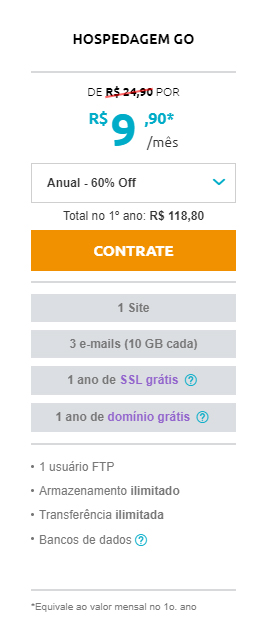 HOSPEDAGEM GO
DE R$ 24,90 POR
R$ 9,90*
/mês
Anual - 60% Off
Total no 1º ano: R$ 118,80
CONTRATE
1 Site
3 e-mails (10 GB cada)
1 ano de SSL grátis ?
1 ano de domínio grátis ?
• 1 usuário FTP
• Armazenamento ilimitado
• Transferência ilimitada
• Bancos de dados ?
*Equivale ao valor mensal no 1o. ano